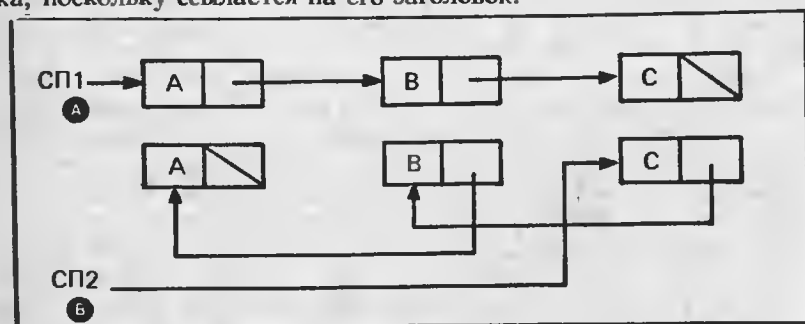 ка, поскольку ссылается на его заголовок.
СП1 A B C
А
A B C
СП2
Б